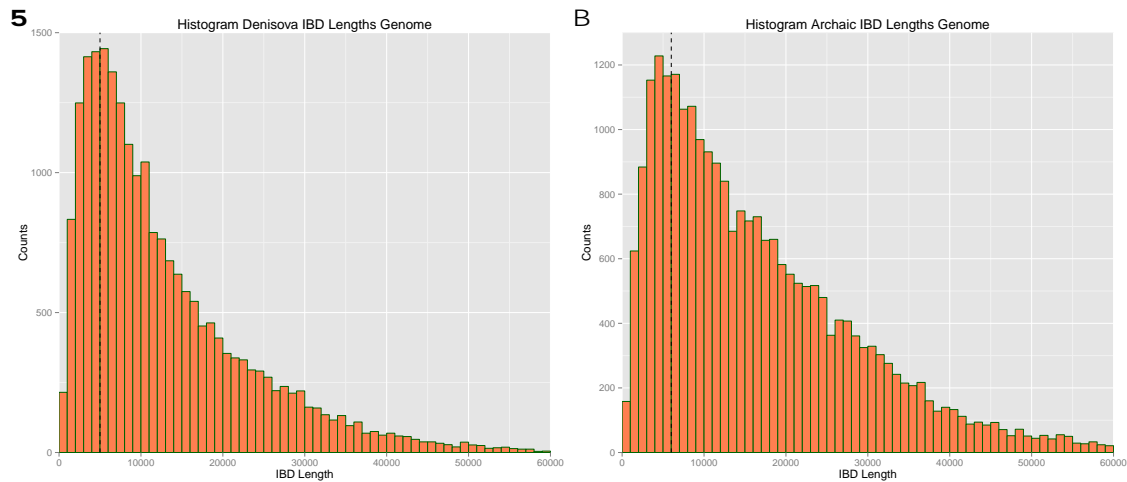 5
Histogram Denisova IBD Lengths Genome
Counts
1500
1000
500
0
0 10000 20000 30000 40000 50000 60000
IBD Length
B
Histogram Archaic IBD Lengths Genome
Counts
1200
1000
800
600
400
200
0
0 10000 20000 30000 40000 50000 60000
IBD Length